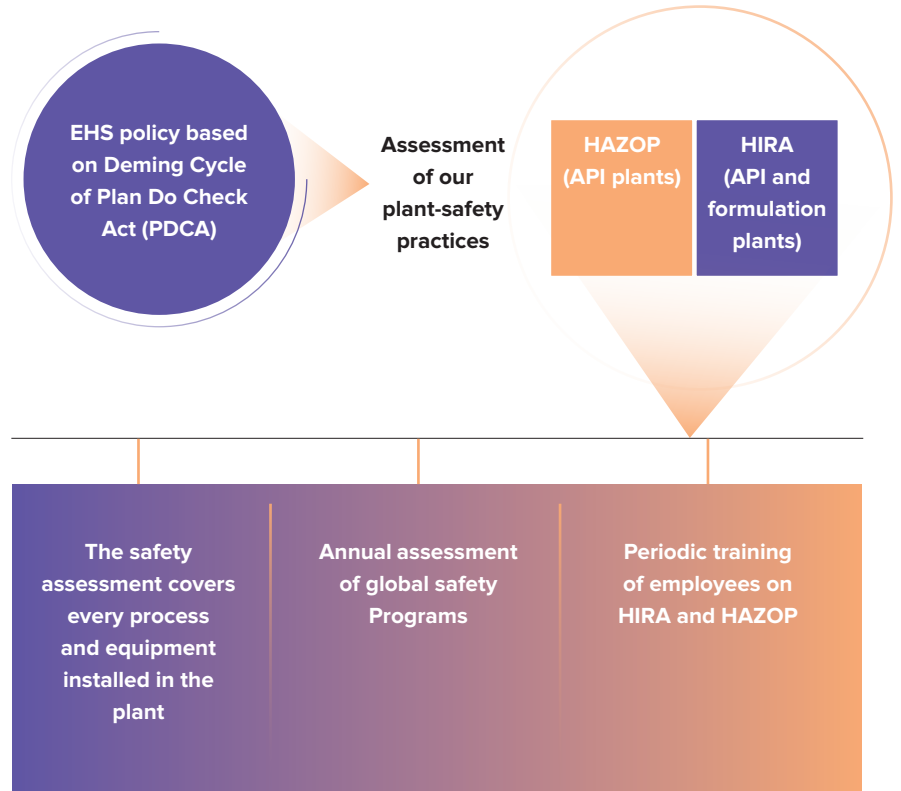 EHS policy based
on Deming Cycle
of Plan Do Check
Act (PDCA)
Assessment
of our
plant-safety
practices
HAZOP
(API plants)
HIRA
(API and
formulation
plants)
The safety
assessment covers
every process
and equipment
installed in the
plant
Annual assessment
of global safety
Programs
Periodic training
of employees on
HIRA and HAZOP